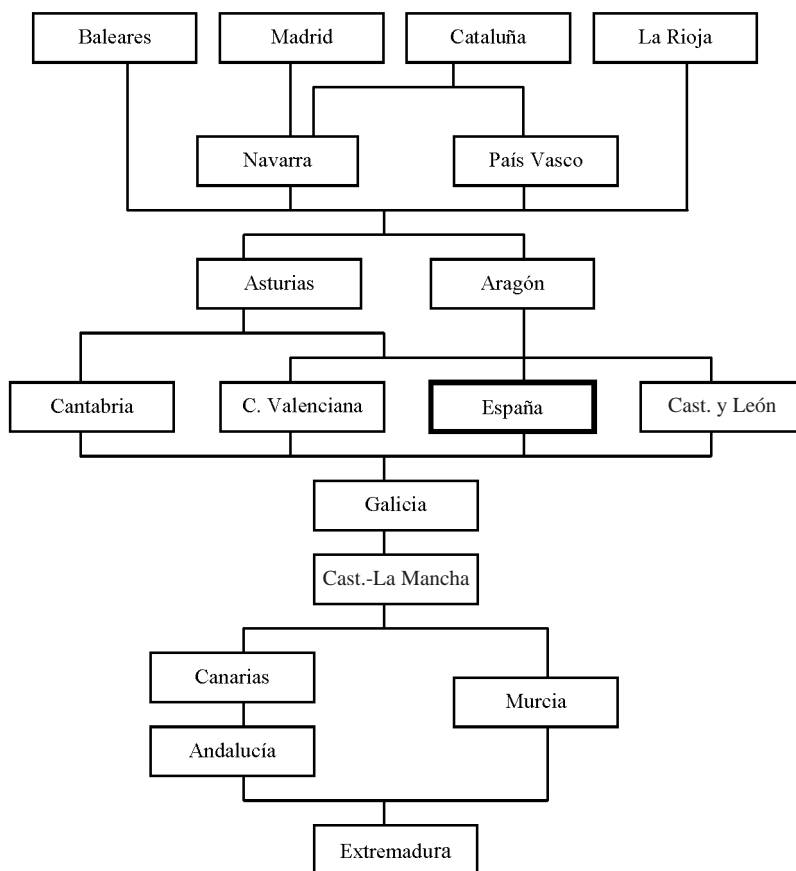 Baleares
Madrid
Cataluña
La Rioja
Navarra
País Vasco
Asturias
Aragón
Cantabria
C. Valenciana
España
Cast. y León
Galicia
Cast.-La Mancha
Canarias
Murcia
Andalucía
Extremadura